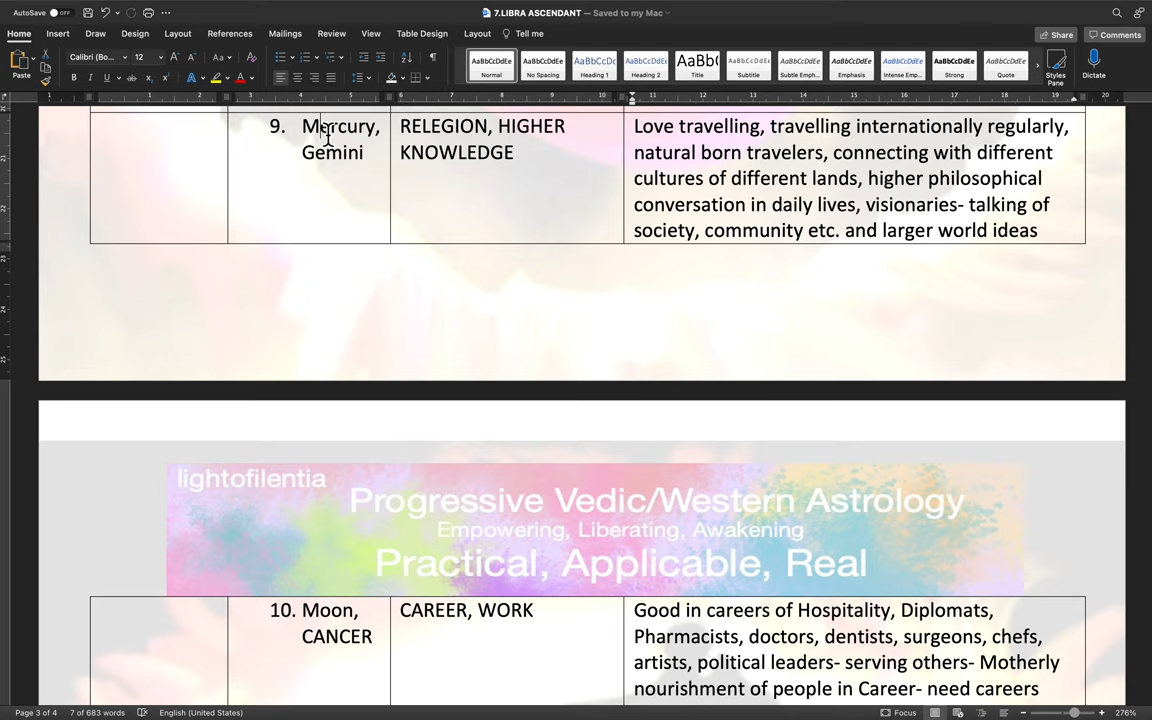 AutoSave OFF
7.LIBRA ASCENDANT — Saved to my Mac
Home Insert Draw Design Layout References Mailings Review View Table Design Layout Tell me
Share Comments
Paste
Calibri (Bo... 12
AaBbCcDdEe AaBbCcDdEe AaBbCcDc AaBbCcDdEe AaBb( AaBbCcDdEe AaBbCcDdEe AaBbCcDdEe AaBbCcDdEe AaBbCcDdEe AaBbCcDdEe
Normal No Spacing Heading 1 Heading 2 Title Subtitle Subtle Emph... Emphasis Intense Emp... Strong Quote
Styles Pane
Dictate
9. Mercury,
Gemini
RELEGION, HIGHER
KNOWLEDGE
Love travelling, travelling internationally regularly,
natural born travelers, connecting with different
cultures of different lands, higher philosophical
conversation in daily lives, visionaries- talking of
society, community etc. and larger world ideas
lightofilentia
Progressive Vedic/Western Astrology
Empowering, Liberating, Awakening
Practical, Applicable, Real
10. Moon,
CANCER
CAREER, WORK
Good in careers of Hospitality, Diplomats,
Pharmacists, doctors, dentists, surgeons, chefs,
artists, political leaders- serving others- Motherly
nourishment of people in Career- need careers
Page 3 of 4 7 of 683 words English (United States) Focus 276%